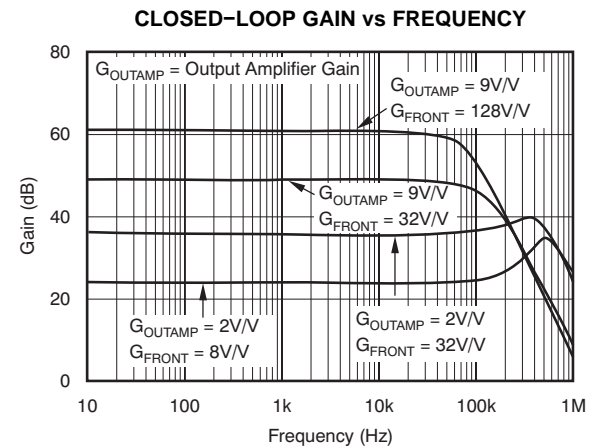 CLOSED−LOOP GAIN vs FREQUENCY
80
60
40
20
0
Gain (dB)
G_OUTAMP = Output Amplifier Gain
G_OUTAMP = 9V/V
G_FRONT = 128V/V
G_OUTAMP = 9V/V
G_FRONT = 32V/V
G_OUTAMP = 2V/V
G_FRONT = 8V/V
G_OUTAMP = 2V/V
G_FRONT = 32V/V
10 100 1k 10k 100k 1M
Frequency (Hz)